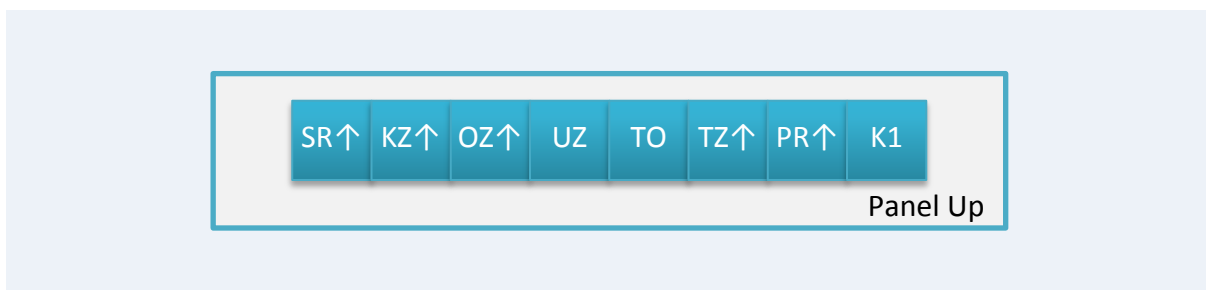 SR↑ KZ↑ OZ↑ UZ TO TZ↑ PR↑ K1
Panel Up